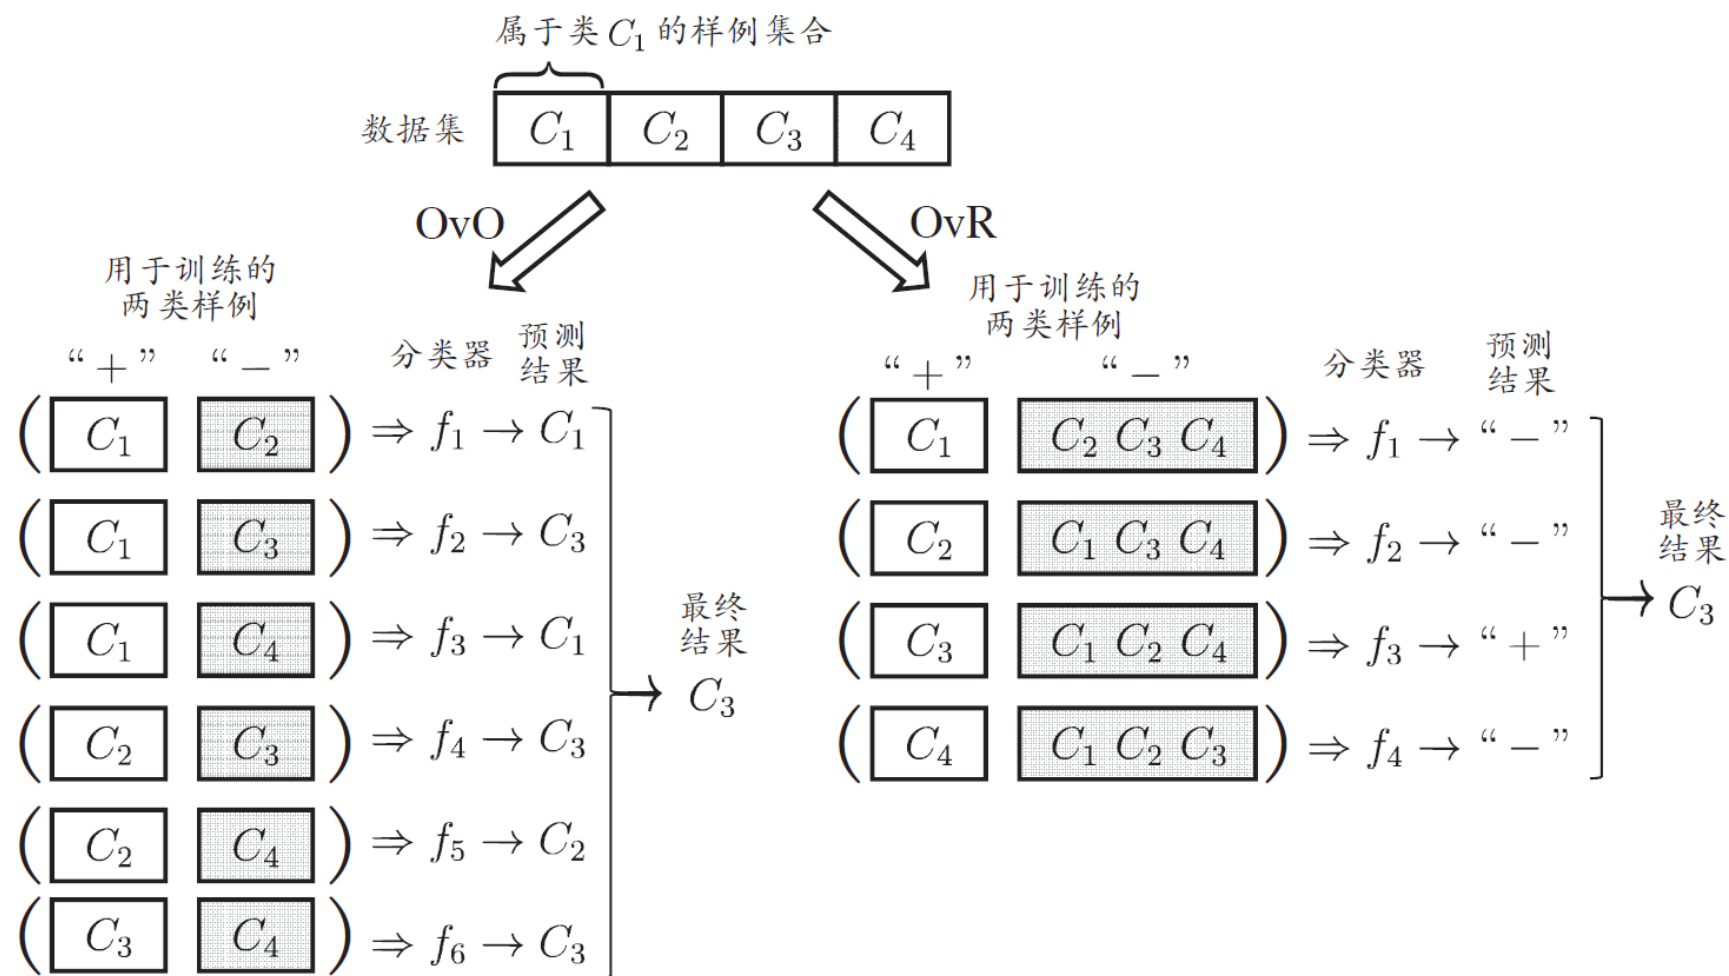 属于类 C₁ 的样例集合
数据集 C₁ C₂ C₃ C₄
OvO
OvR
用于训练的
两类样例
“+” “−” 分类器 预测
结果
( C₁ C₂ ) ⇒ f₁ → C₁
( C₁ C₃ ) ⇒ f₂ → C₃
( C₁ C₄ ) ⇒ f₃ → C₁
( C₂ C₃ ) ⇒ f₄ → C₃
( C₂ C₄ ) ⇒ f₅ → C₂
( C₃ C₄ ) ⇒ f₆ → C₃
最终
结果
C₃
用于训练的
两类样例
“+” “−” 分类器 预测
结果
( C₁ C₂ C₃ C₄ ) ⇒ f₁ → “−”
( C₂ C₁ C₃ C₄ ) ⇒ f₂ → “−”
( C₃ C₁ C₂ C₄ ) ⇒ f₃ → “+”
( C₄ C₁ C₂ C₃ ) ⇒ f₄ → “−”
最终
结果
C₃